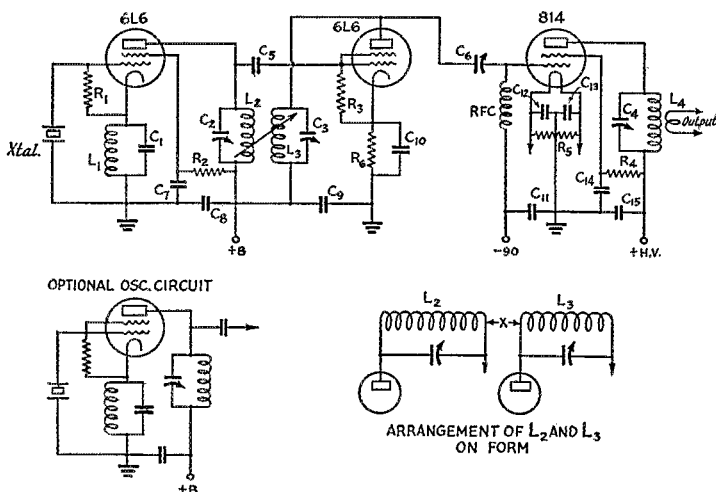 6L6
6L6
814
C5
C6
R1
L2
R3
C12
C13
L4
Xtal.
L1
C1
C2
L3
C3
R6
C10
RFC
R5
C4
Output
R2
C7
R4
C14
C8
C9
C11
C15
+B
-90
+H.V.
OPTIONAL OSC. CIRCUIT
+B
L2
X
L3
ARRANGEMENT OF L2 AND L3
ON FORM